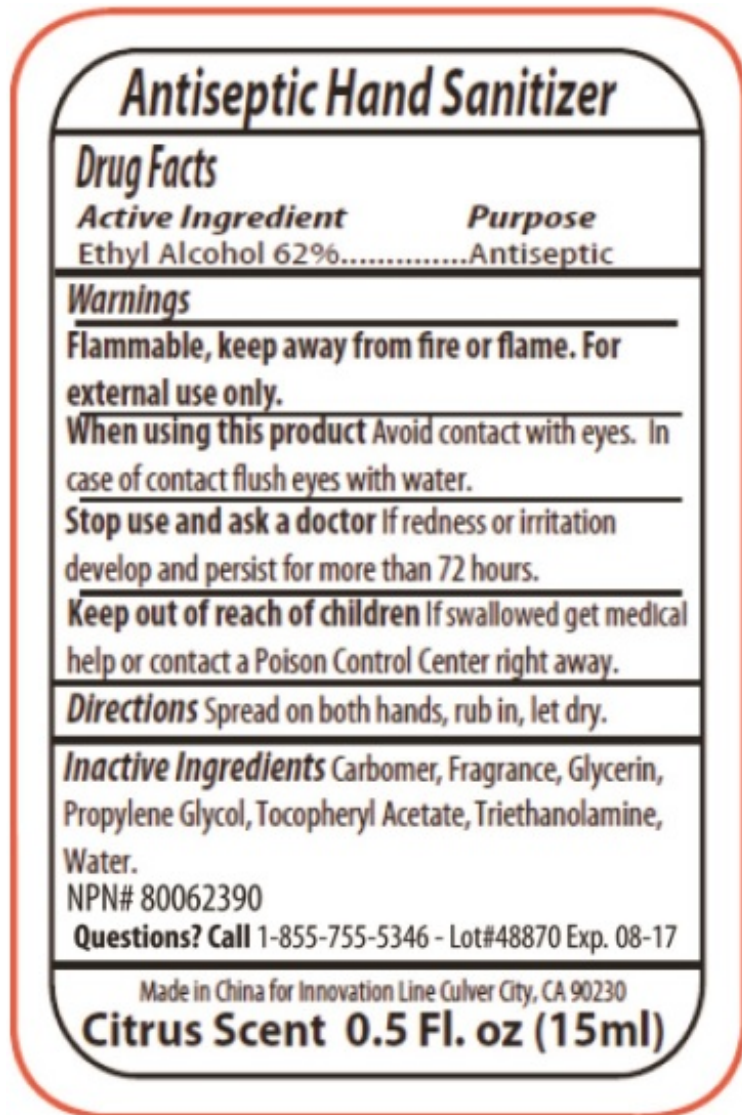 Antiseptic Hand Sanitizer
Drug Facts
Active Ingredient Purpose
Ethyl Alcohol 62%..............Antiseptic
Warnings
Flammable, keep away from fire or flame. For
external use only.
When using this product Avoid contact with eyes. In
case of contact flush eyes with water.
Stop use and ask a doctor If redness or irritation
develop and persist for more than 72 hours.
Keep out of reach of children If swallowed get medical
help or contact a Poison Control Center right away.
Directions Spread on both hands, rub in, let dry.
Inactive Ingredients Carbomer, Fragrance, Glycerin,
Propylene Glycol, Tocopheryl Acetate, Triethanolamine,
Water.
NPN# 80062390
Questions? Call 1-855-755-5346 - Lot#48870 Exp. 08-17
Made in China for Innovation Line Culver City, CA 90230
Citrus Scent 0.5 Fl. oz (15ml)